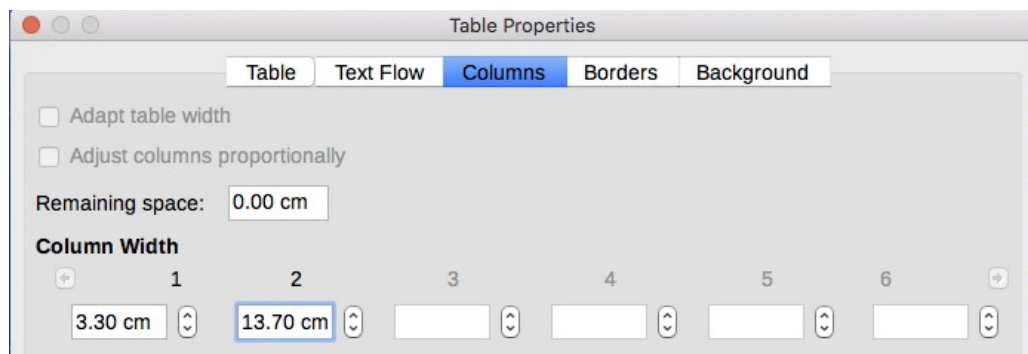 Table Properties
Table Text Flow Columns Borders Background
Adapt table width
Adjust columns proportionally
Remaining space: 0.00 cm
Column Width
1 2 3 4 5 6
3.30 cm 13.70 cm